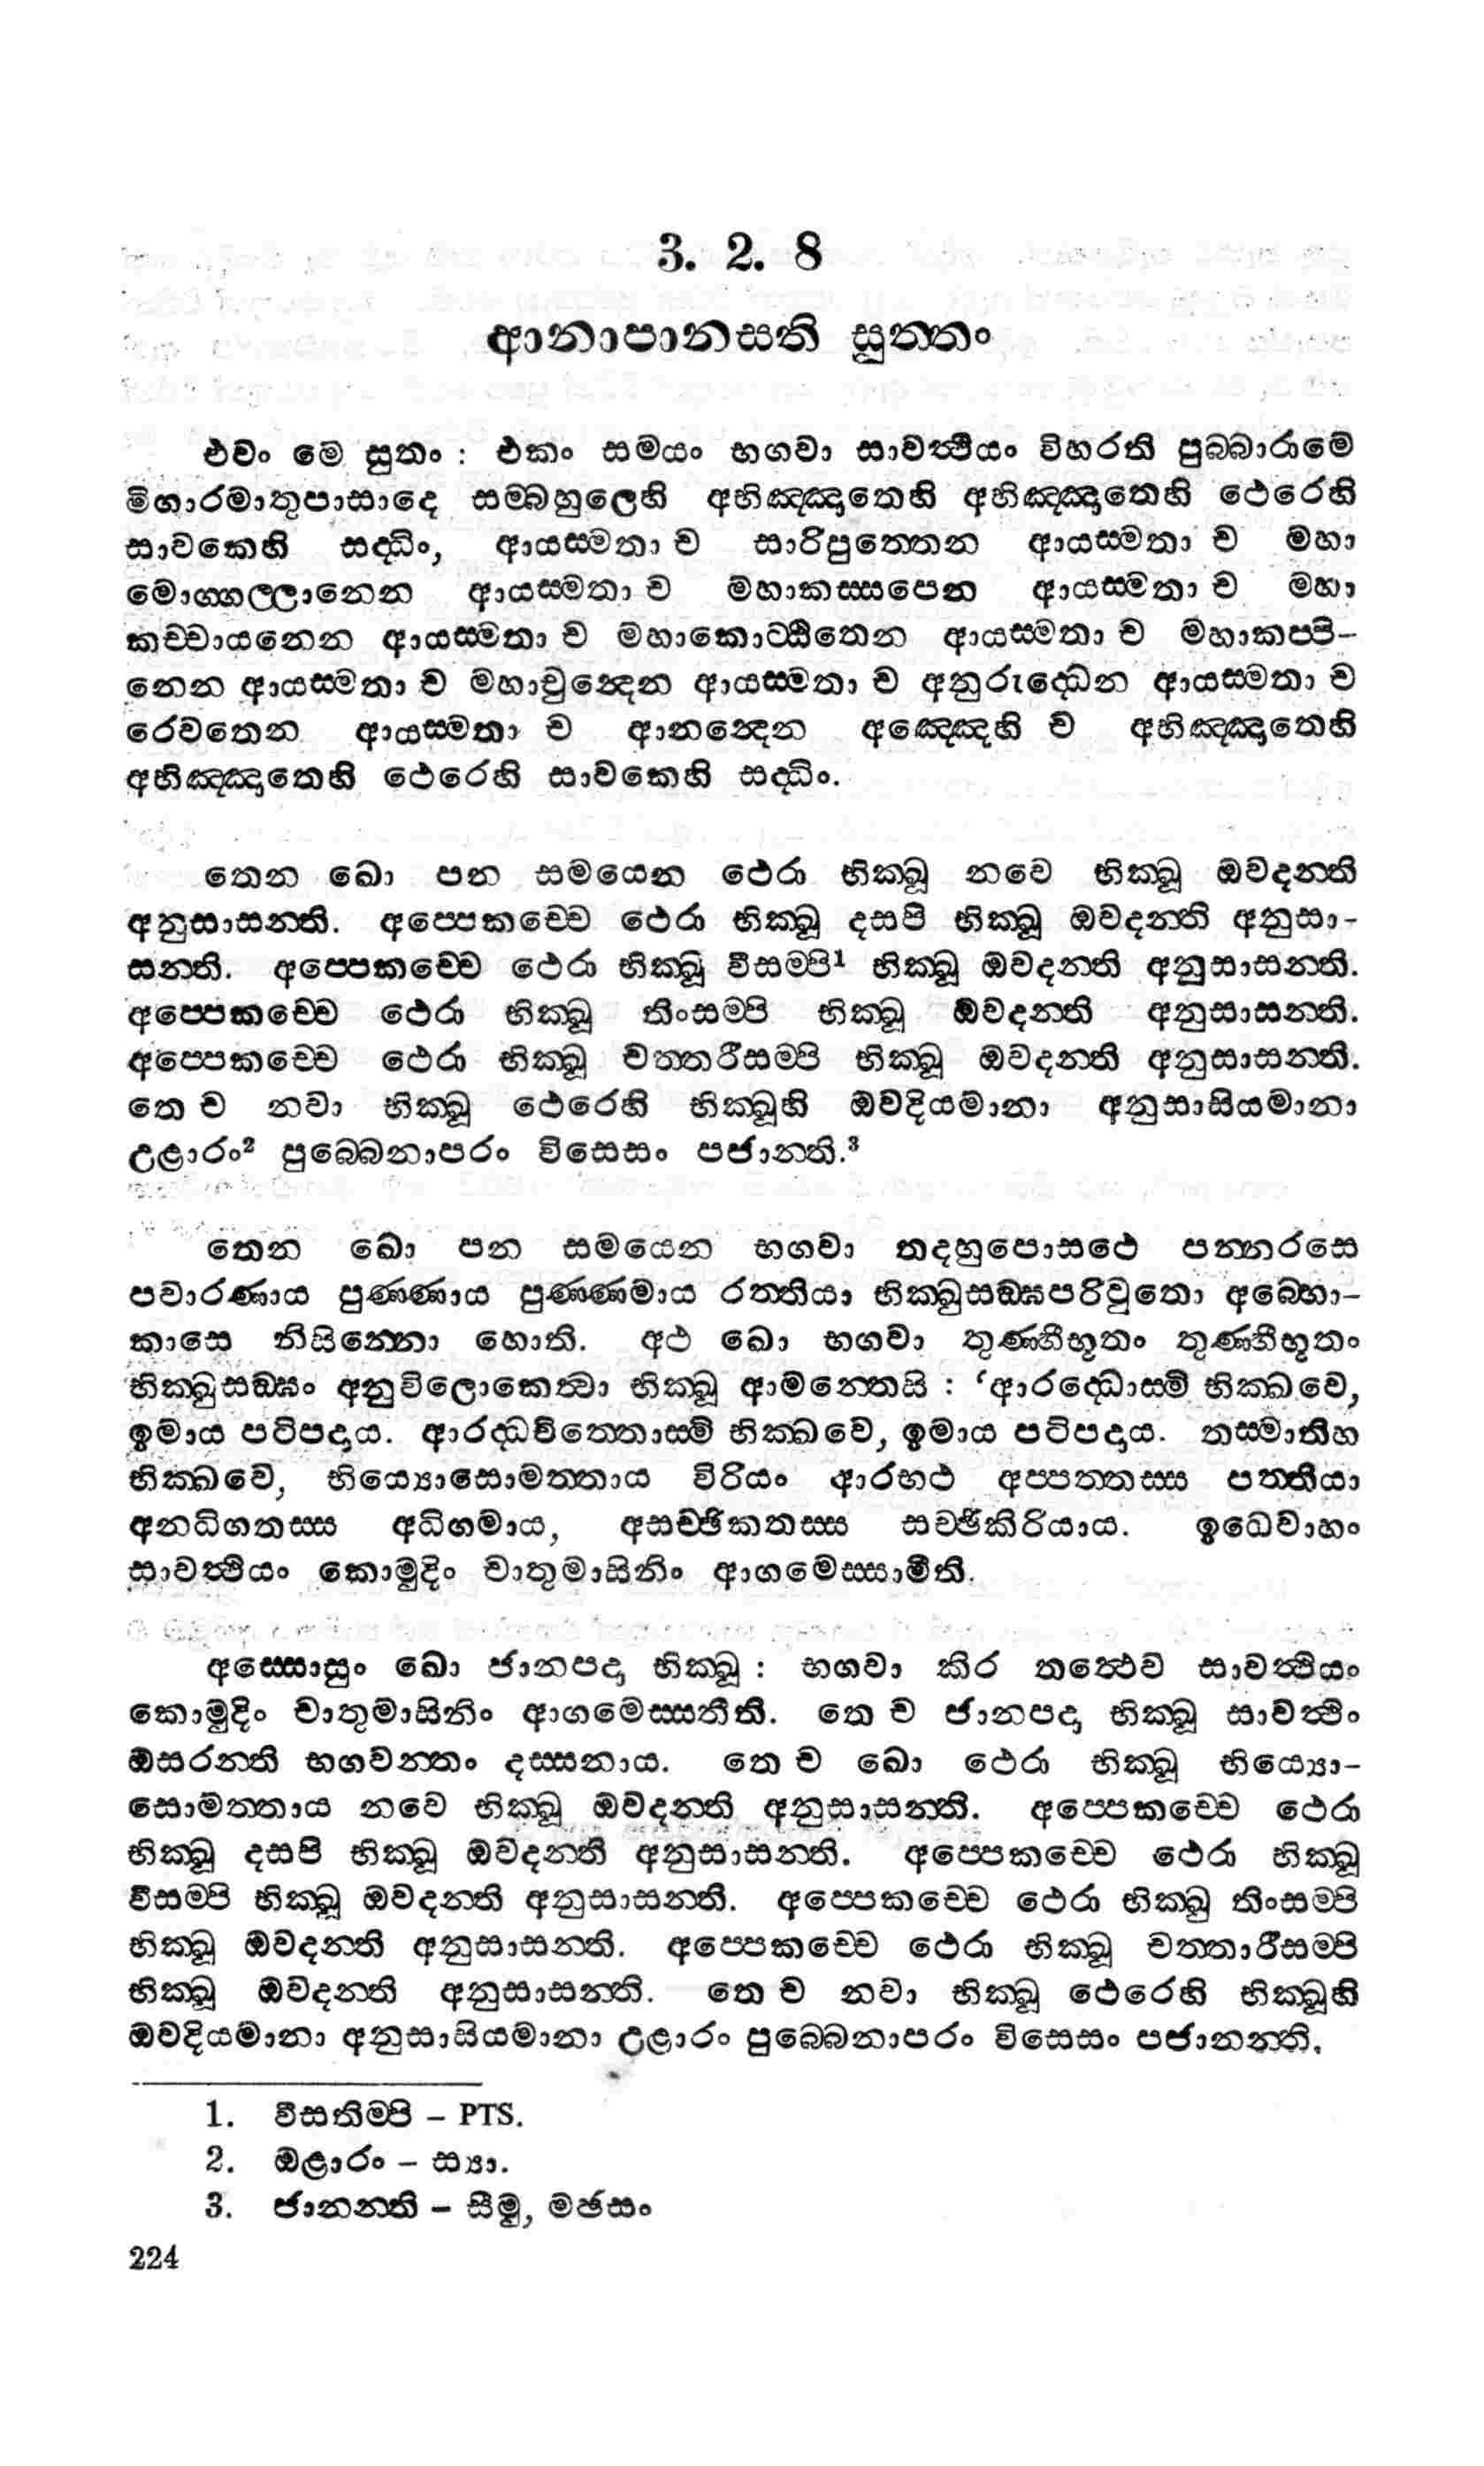 3. 2. 8
ආනාපානසති සුත්තං
එවං මෙ සුතං : එකං සමයං භගවා සාවත්ථියං විහරති පුබ්බාරාමෙ
මිගාරමාතුපාසාදෙ සම්බහුලෙහි අභිඤ්ඤාතෙහි අභිඤ්ඤාතෙහි ථෙරෙහි
සාවකෙහි සද්ධිං, ආයස්මතා ච සාරිපුත්තෙන ආයස්මතා ච මහා
මොග්ගල්ලානෙන ආයස්මතා ච මහාකස්සපෙන ආයස්මතා ච මහා
කච්චායනෙන ආයස්මතා ච මහාකොට්ඨිතෙන ආයස්මතා ච මහාකප්පි-
නෙන ආයස්මතා ච මහාචුන්දෙන ආයස්මතා ච අනුරුද්ධෙන ආයස්මතා ච
රෙවතෙන ආයස්මතා ච ආනන්දෙන අඤ්ඤෙහි ච අභිඤ්ඤාතෙහි
අභිඤ්ඤාතෙහි ථෙරෙහි සාවකෙහි සද්ධිං.
තෙන ඛො පන සමයෙන ථෙරා භික්ඛූ නවෙ භික්ඛූ ඔවදන්ති
අනුසාසන්ති. අප්පෙකච්චෙ ථෙරා භික්ඛූ දසපි භික්ඛූ ඔවදන්ති අනුසා-
සන්ති. අප්පෙකච්චෙ ථෙරා භික්ඛූ වීසම්පි¹ භික්ඛූ ඔවදන්ති අනුසාසන්ති.
අප්පෙකච්චෙ ථෙරා භික්ඛූ තිංසම්පි භික්ඛූ ඔවදන්ති අනුසාසන්ති.
අප්පෙකච්චෙ ථෙරා භික්ඛූ චත්තරීසම්පි භික්ඛූ ඔවදන්ති අනුසාසන්ති.
තෙ ච නවා භික්ඛූ ථෙරෙහි භික්ඛූහි ඔවදියමානා අනුසාසියමානා
උළාරං² පුබ්බෙනාපරං විසෙසං පජානති.³
තෙන ඛො පන සමයෙන භගවා තදහුපොසථෙ පන්නරසෙ
පවාරණාය පුණ්ණාය පුණ්ණමාය රත්තියා භික්ඛුසඞ්ඝපරිවුතො අබ්භො-
කාසෙ නිසින්නො හොති. අථ ඛො භගවා තුණ්හීභූතං තුණ්හීභූතං
භික්ඛුසඞ්ඝං අනුවිලොකෙත්වා භික්ඛූ ආමන්තෙසි : ‘ආරද්ධොස්මි භික්ඛවෙ,
ඉමාය පටිපදාය. ආරද්ධචිත්තොස්මි භික්ඛවෙ, ඉමාය පටිපදාය. තස්මාතිහ
භික්ඛවෙ, භිය්‍යොසොමත්තාය විරියං ආරභථ අප්පත්තස්ස පත්තියා
අනධිගතස්ස අධිගමාය, අසච්ඡිකතස්ස සච්ඡිකිරියාය. ඉධෙවාහං
සාවත්ථියං කොමුදිං චාතුමාසිනිං ආගමෙස්සාමීති.
අස්සොසුං ඛො ජානපදා භික්ඛූ : භගවා කිර තත්ථෙව සාවත්ථියං
කොමුදිං චාතුමාසිනිං ආගමෙස්සතීති. තෙ ච ජානපදා භික්ඛූ සාවත්ථිං
ඔසරන්ති භගවන්තං දස්සනාය. තෙ ච ඛො ථෙරා භික්ඛූ භිය්‍යො-
සොමත්තාය නවෙ භික්ඛූ ඔවදන්ති අනුසාසන්ති. අප්පෙකච්චෙ ථෙරා
භික්ඛූ දසපි භික්ඛූ ඔවදන්ති අනුසාසන්ති. අප්පෙකච්චෙ ථෙරා භික්ඛූ
වීසම්පි භික්ඛූ ඔවදන්ති අනුසාසන්ති. අප්පෙකච්චෙ ථෙරා භික්ඛු තිංසම්පි
භික්ඛූ ඔවදන්ති අනුසාසන්ති. අප්පෙකච්චෙ ථෙරා භික්ඛූ චත්තාරීසම්පි
භික්ඛූ ඔවදන්ති අනුසාසන්ති. තෙ ච නවා භික්ඛූ ථෙරෙහි භික්ඛූහි
ඔවදියමානා අනුසාසියමානා උළාරං පුබ්බෙනාපරං විසෙසං පජානන්ති.
1. වීසතිම්පි – PTS.
2. ඔළාරං – ස්‍යා.
3. ජානන්ති – සීමු, මඡසං
224